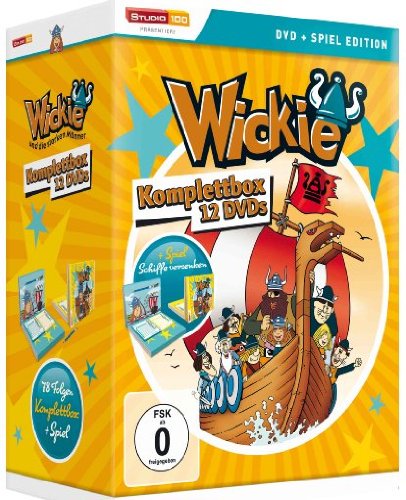 STUDIO 100
PRÄSENTIERT
DVD + SPIEL EDITION
Wickie
und die starken Männer
Komplettbox
12 DVDs
78 Folgen
Komplettbox
+ Spiel
Wickie
Komplettbox
12 DVDs
+ Spiel
Schiffe versenken
FSK
ab
0
freigegeben